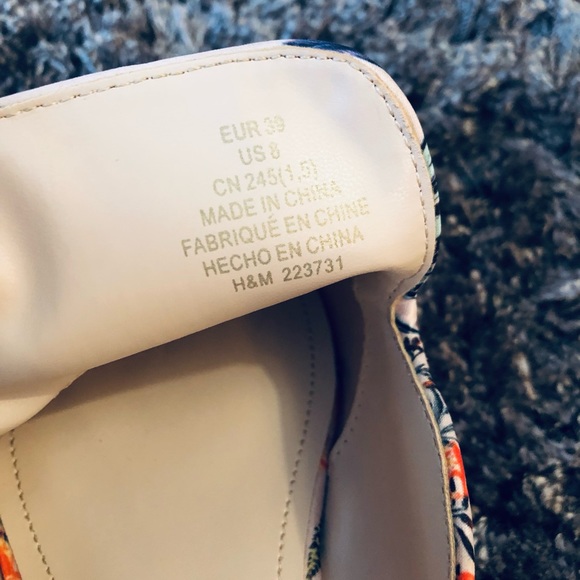 EUR 39
US 8
CN 245(1,5)
MADE IN CHINA
FABRIQUÉ EN CHINE
HECHO EN CHINA
H&M 223731